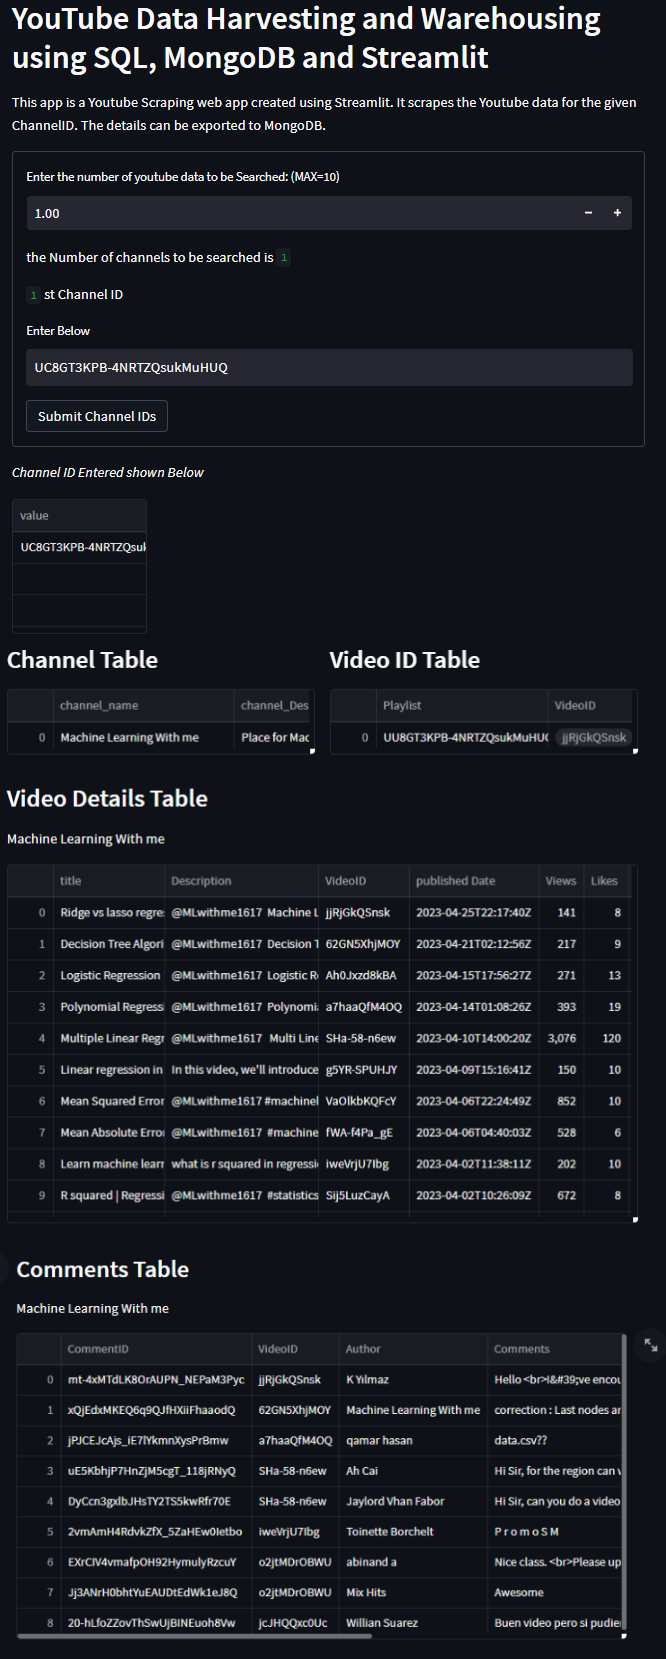 YouTube Data Harvesting and Warehousing
using SQL, MongoDB and Streamlit
This app is a Youtube Scraping web app created using Streamlit. It scrapes the Youtube data for the given
ChannelID. The details can be exported to MongoDB.
Enter the number of youtube data to be Searched: (MAX=10)
1.00 − +
the Number of channels to be searched is 1
1 st Channel ID
Enter Below
UC8GT3KPB-4NRTZQsukMuHUQ
Submit Channel IDs
Channel ID Entered shown Below
value
UC8GT3KPB-4NRTZQsuk
Channel Table
channel_name channel_Des
0 Machine Learning With me Place for Mac
Video ID Table
Playlist VideoID
0 UU8GT3KPB-4NRTZQsukMuHU jjRjGkQSnsk
Video Details Table
Machine Learning With me
title Description VideoID published Date Views Likes
0 Ridge vs lasso regre @MLwithme1617 Machine L jjRjGkQSnsk 2023-04-25T22:17:40Z 141 8
1 Decision Tree Algori @MLwithme1617 Decision T 62GN5XhjMOY 2023-04-21T02:12:56Z 217 9
2 Logistic Regression @MLwithme1617 Logistic R Ah0Jxzd8kBA 2023-04-15T17:56:27Z 271 13
3 Polynomial Regress @MLwithme1617 Polynomi a7haaQfM4OQ 2023-04-14T01:08:26Z 393 19
4 Multiple Linear Regr @MLwithme1617 Multi Line SHa-58-n6ew 2023-04-10T14:00:20Z 3,076 120
5 Linear regression in In this video, we'll introduce g5YR-SPUHJY 2023-04-09T15:16:41Z 150 10
6 Mean Squared Error @MLwithme1617 #machinel VaOlkbKQFcY 2023-04-06T22:24:49Z 852 10
7 Mean Absolute Erro @MLwithme1617 #machine fWA-f4Pa_gE 2023-04-06T04:40:03Z 528 6
8 Learn machine learr what is r squared in regressi iweVrjU7Ibg 2023-04-02T11:38:11Z 202 10
9 R squared | Regressi @MLwithme1617 #statistics Sij5LuzCayA 2023-04-02T10:26:09Z 672 8
Comments Table
Machine Learning With me
CommentID VideoID Author Comments
0 mt-4xMTdLK8OrAUPN_NEPaM3Pyc jjRjGkQSnsk K Yılmaz Hello <br>I&#39;ve encou
1 xQjEdxMKEQ6q9QJfHXiiFhaaodQ 62GN5XhjMOY Machine Learning With me correction : Last nodes ar
2 jPJCEJcAjs_iE7lYkmnXysPrBmw a7haaQfM4OQ qamar hasan data.csv??
3 uE5KbhjP7HnZjM5cgT_118jRNyQ SHa-58-n6ew Ah Cai Hi Sir, for the region can v
4 DyCcn3gxlbJHsTY2TS5kwRfr70E SHa-58-n6ew Jaylord Vhan Fabor Hi Sir, can you do a video
5 2vmAmH4RdvkZfX_5ZaHEw0letbo iweVrjU7Ibg Toinette Borchelt P r o m o S M
6 EXrCIV4vmafpOH92HymulyRzcuY o2jtMDrOBWU abinand a Nice class. <br>Please up
7 Jj3ANrH0bhtYuEAUDtEdWk1eJ8Q o2jtMDrOBWU Mix Hits Awesome
8 20-hLfoZZovThSwUjBINEuoh8Vw jcJHQQxc0Uc Willian Suarez Buen video pero si pudie